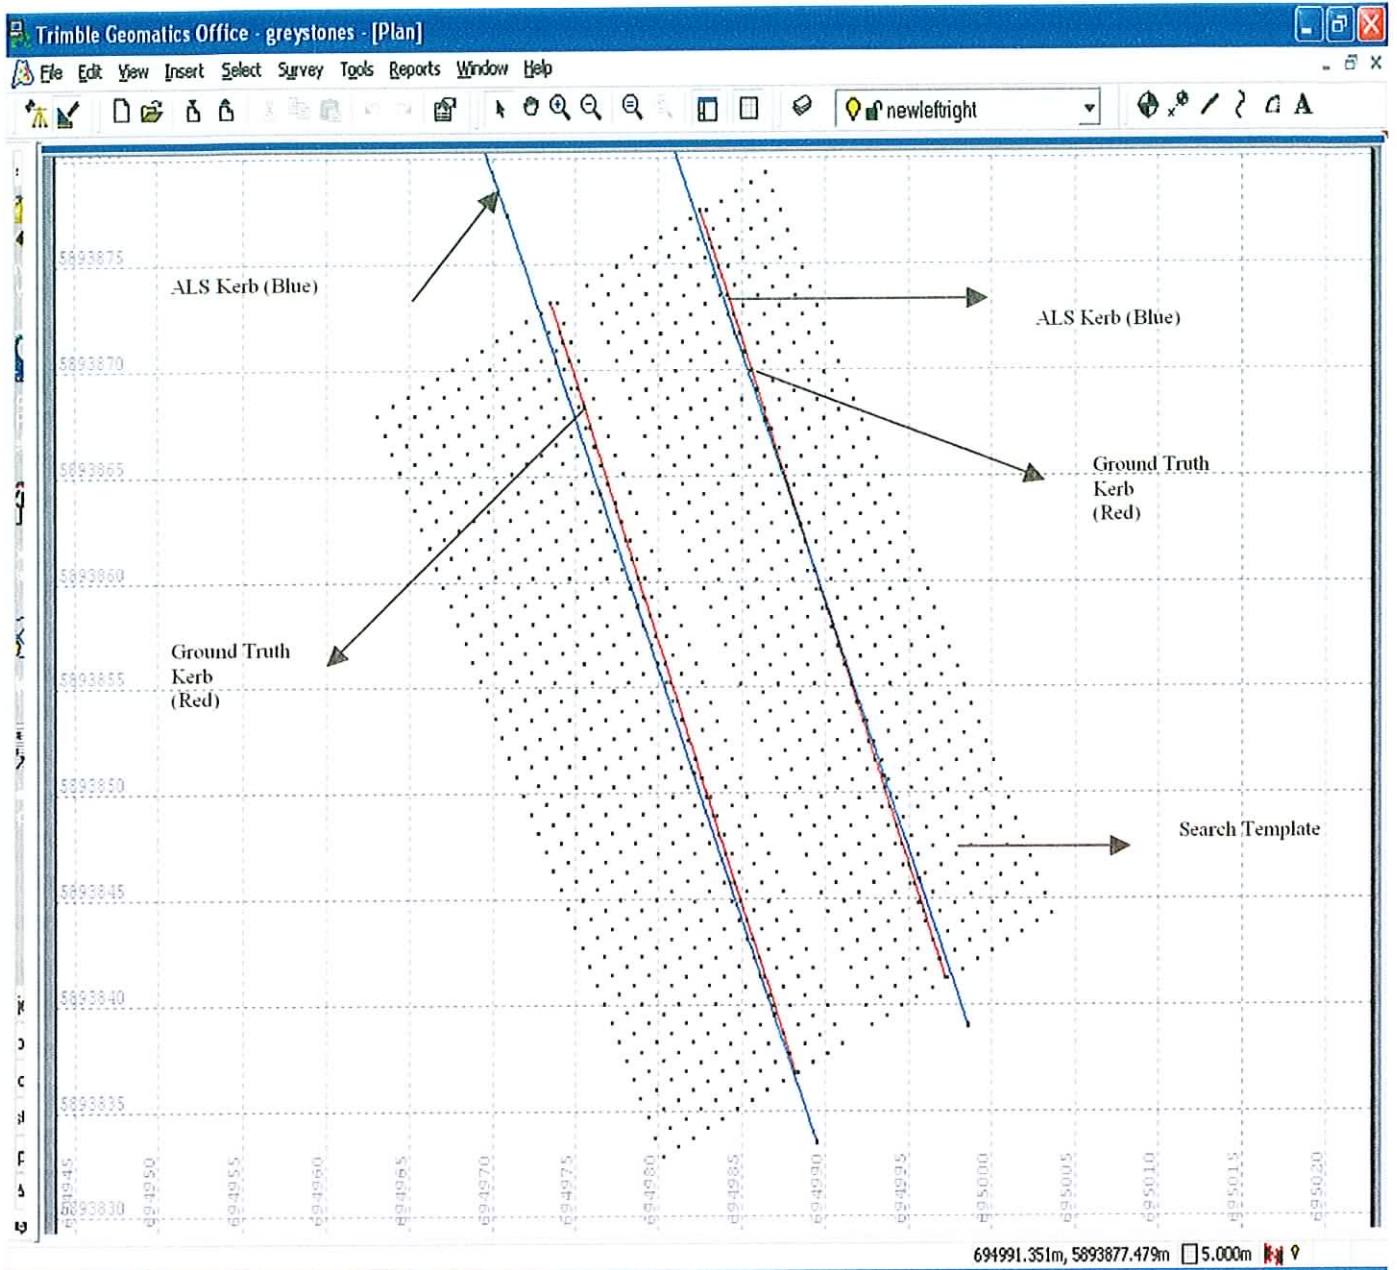 Trimble Geomatics Office - greystones - [Plan]
File Edit View Insert Select Survey Tools Reports Window Help
newleftright
A
5893875
ALS Kerb (Blue)
ALS Kerb (Blue)
5893870
5893865
Ground Truth
Kerb
(Red)
5893860
Ground Truth
Kerb
(Red)
5893855
5893850
Search Template
5893845
5893840
5893835
5893830
694945
694950
694955
694960
694965
694970
694975
694980
694985
694990
694995
695000
695005
695010
695015
695020
694991.351m, 5893877.479m 5.000m